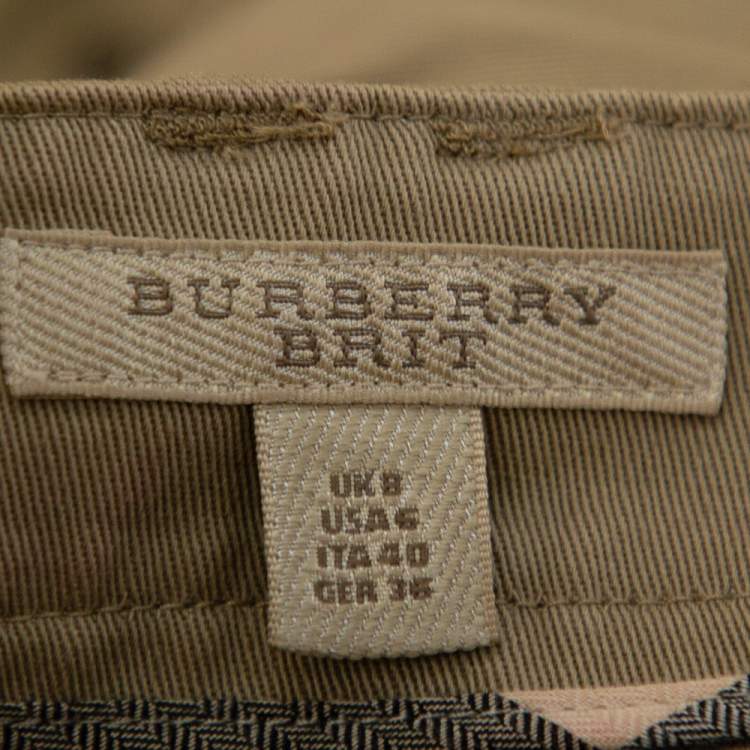 BURBERRY
BRIT
UK 8
USA 6
ITA 40
GER 36